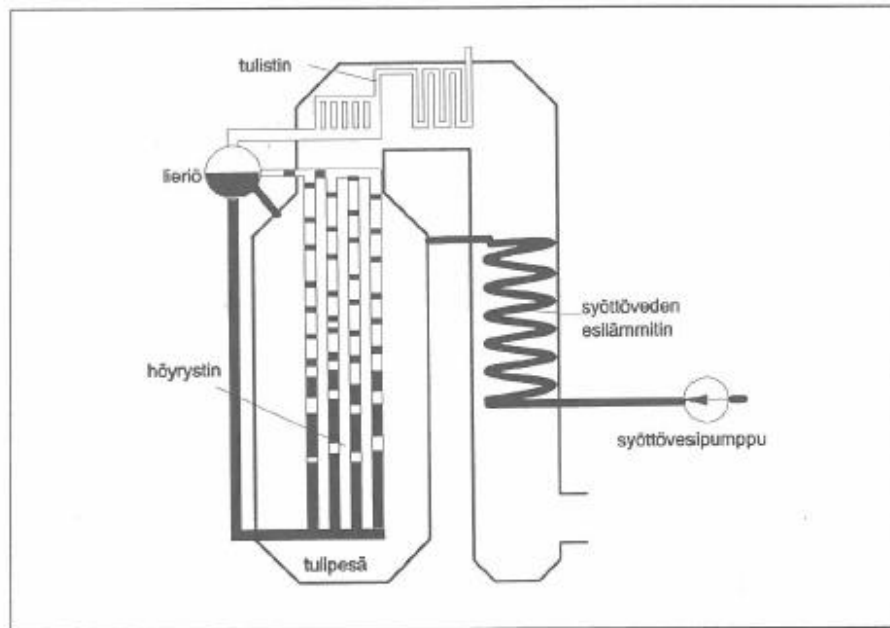 tulistin
lieriö
syöttöveden
esilämmitin
höyrystin
syöttövesipumppu
tulipesä